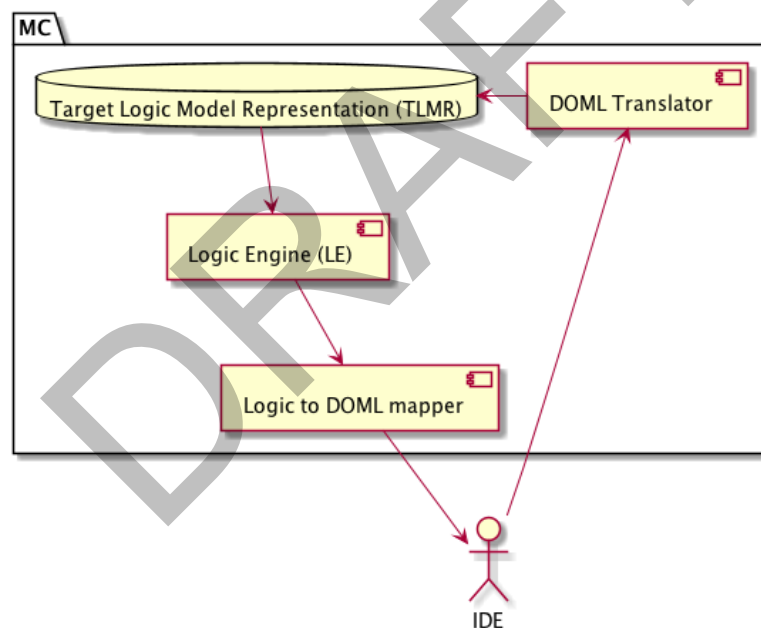 MC
Target Logic Model Representation (TLMR)
DOML Translator
Logic Engine (LE)
Logic to DOML mapper
IDE
DRAFT